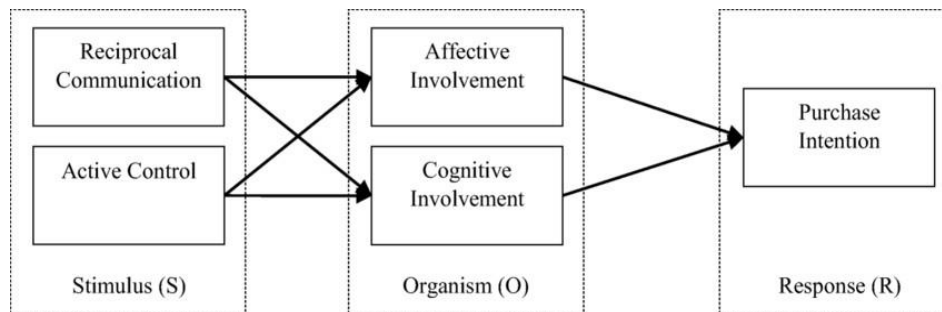 Reciprocal
Communication
Active Control
Stimulus (S)
Affective
Involvement
Cognitive
Involvement
Organism (O)
Purchase
Intention
Response (R)